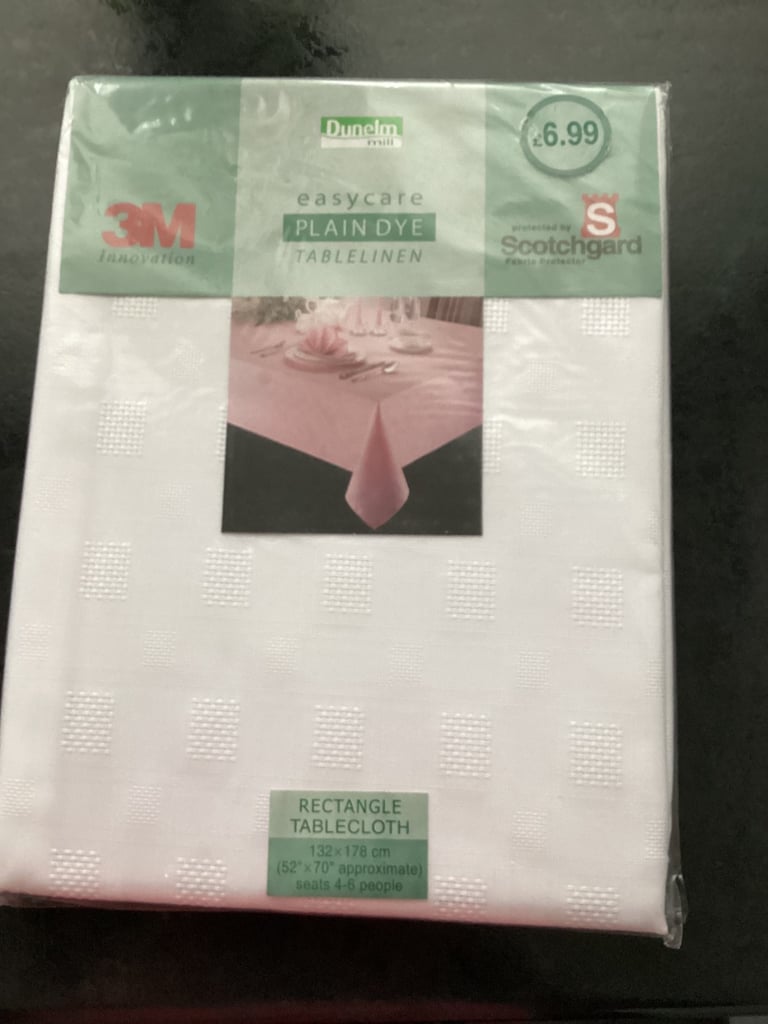 Dunelm
mill
£6.99
easycare
PLAIN DYE
TABLELINEN
3M
Innovation
protected by
S
Scotchgard
Fabric Protector
RECTANGLE
TABLECLOTH
132×178 cm
(52"×70" approximate)
seats 4-6 people